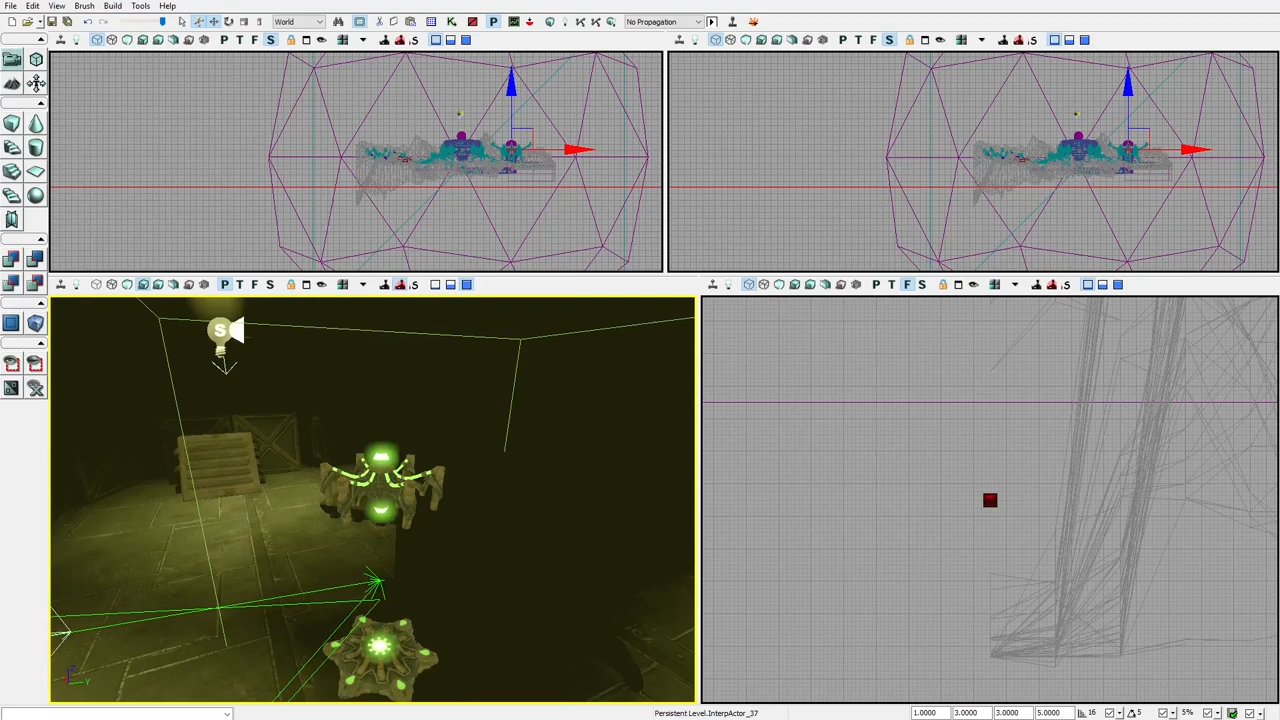 File Edit View Brush Build Tools Help
World
P
No Propagation
P T F S
S
P T F S
S
P T F S
S
P T F S
S
S
Z
Y
Persistent Level.InterpActor_37
1.0000 3.0000 3.0000 5.0000 16 5 5%